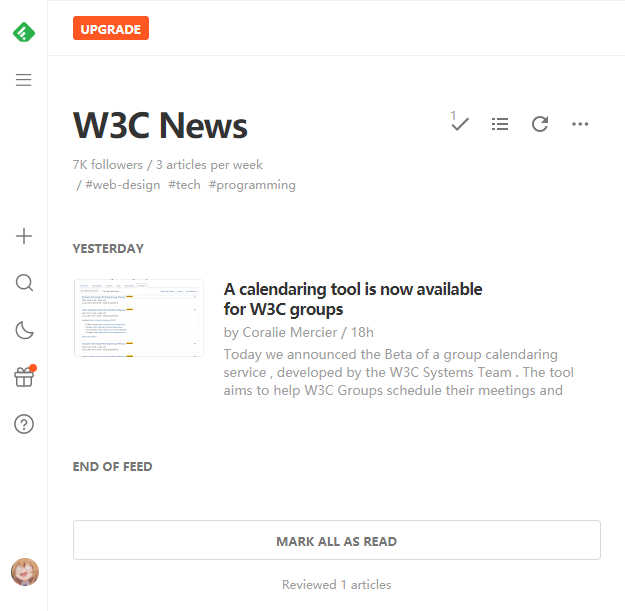 UPGRADE
W3C News
1
7K followers / 3 articles per week
/ #web-design #tech #programming
YESTERDAY
A calendaring tool is now available
for W3C groups
by Coralie Mercier / 18h
Today we announced the Beta of a group calendaring
service , developed by the W3C Systems Team . The tool
aims to help W3C Groups schedule their meetings and
END OF FEED
MARK ALL AS READ
Reviewed 1 articles